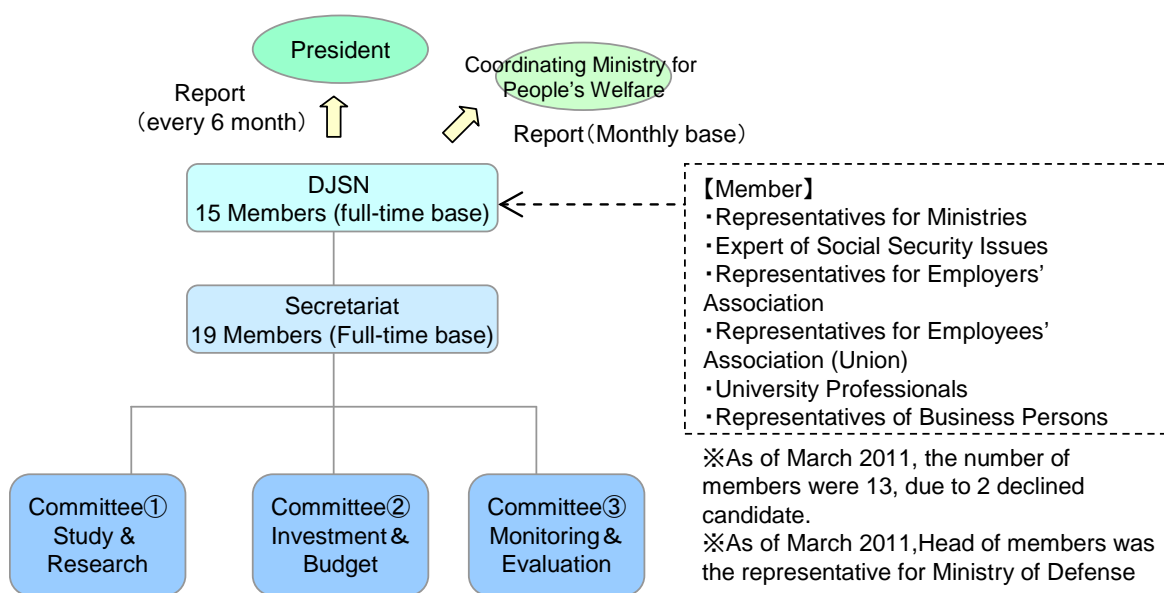 President
Coordinating Ministry for
People's Welfare
Report
（every 6 month）
Report（Monthly base）
DJSN
15 Members (full-time base)
【Member】
・Representatives for Ministries
・Expert of Social Security Issues
・Representatives for Employers'
Association
・Representatives for Employees'
Association (Union)
・University Professionals
・Representatives of Business Persons
Secretariat
19 Members (Full-time base)
※As of March 2011, the number of
members were 13, due to 2 declined
candidate.
※As of March 2011,Head of members was
the representative for Ministry of Defense
Committee①
Study &
Research
Committee②
Investment＆
Budget
Committee③
Monitoring＆
Evaluation